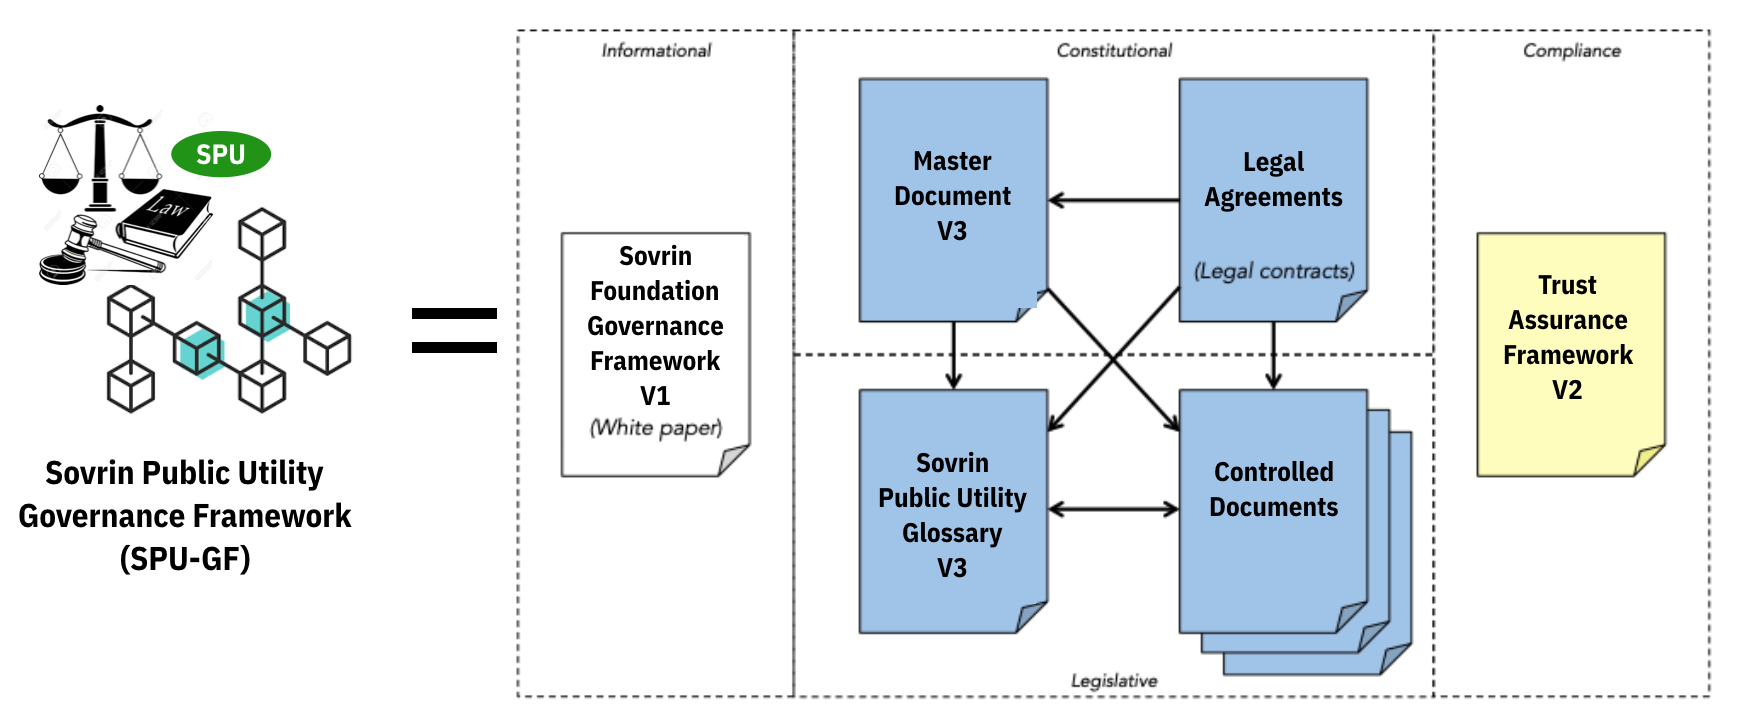 SPU
Law
Sovrin Public Utility
Governance Framework
(SPU-GF)
Informational
Sovrin
Foundation
Governance
Framework
V1
(White paper)
Constitutional
Master
Document
V3
Legal
Agreements
(Legal contracts)
Sovrin
Public Utility
Glossary
V3
Controlled
Documents
Legislative
Compliance
Trust
Assurance
Framework
V2